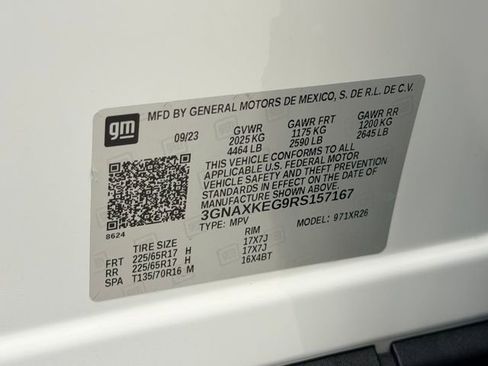 gm
MFD BY GENERAL MOTORS DE MEXICO, S. DE R.L. DE C.V.
09/23 GVWR GAWR FRT GAWR RR
2025 KG 1175 KG 1200 KG
4464 LB 2590 LB 2645 LB
THIS VEHICLE CONFORMS TO ALL
APPLICABLE U.S. FEDERAL MOTOR
VEHICLE SAFETY AND THEFT PREVENTION
STANDARDS IN EFFECT ON THE DATE OF
MANUFACTURE SHOWN ABOVE.
3GNAXKEG9RS157167
8624 TYPE: MPV MODEL: 971XR26
TIRE SIZE RIM
FRT 225/65R17 H 17X7J
RR 225/65R17 H 17X7J
SPA T135/70R16 M 16X4BT